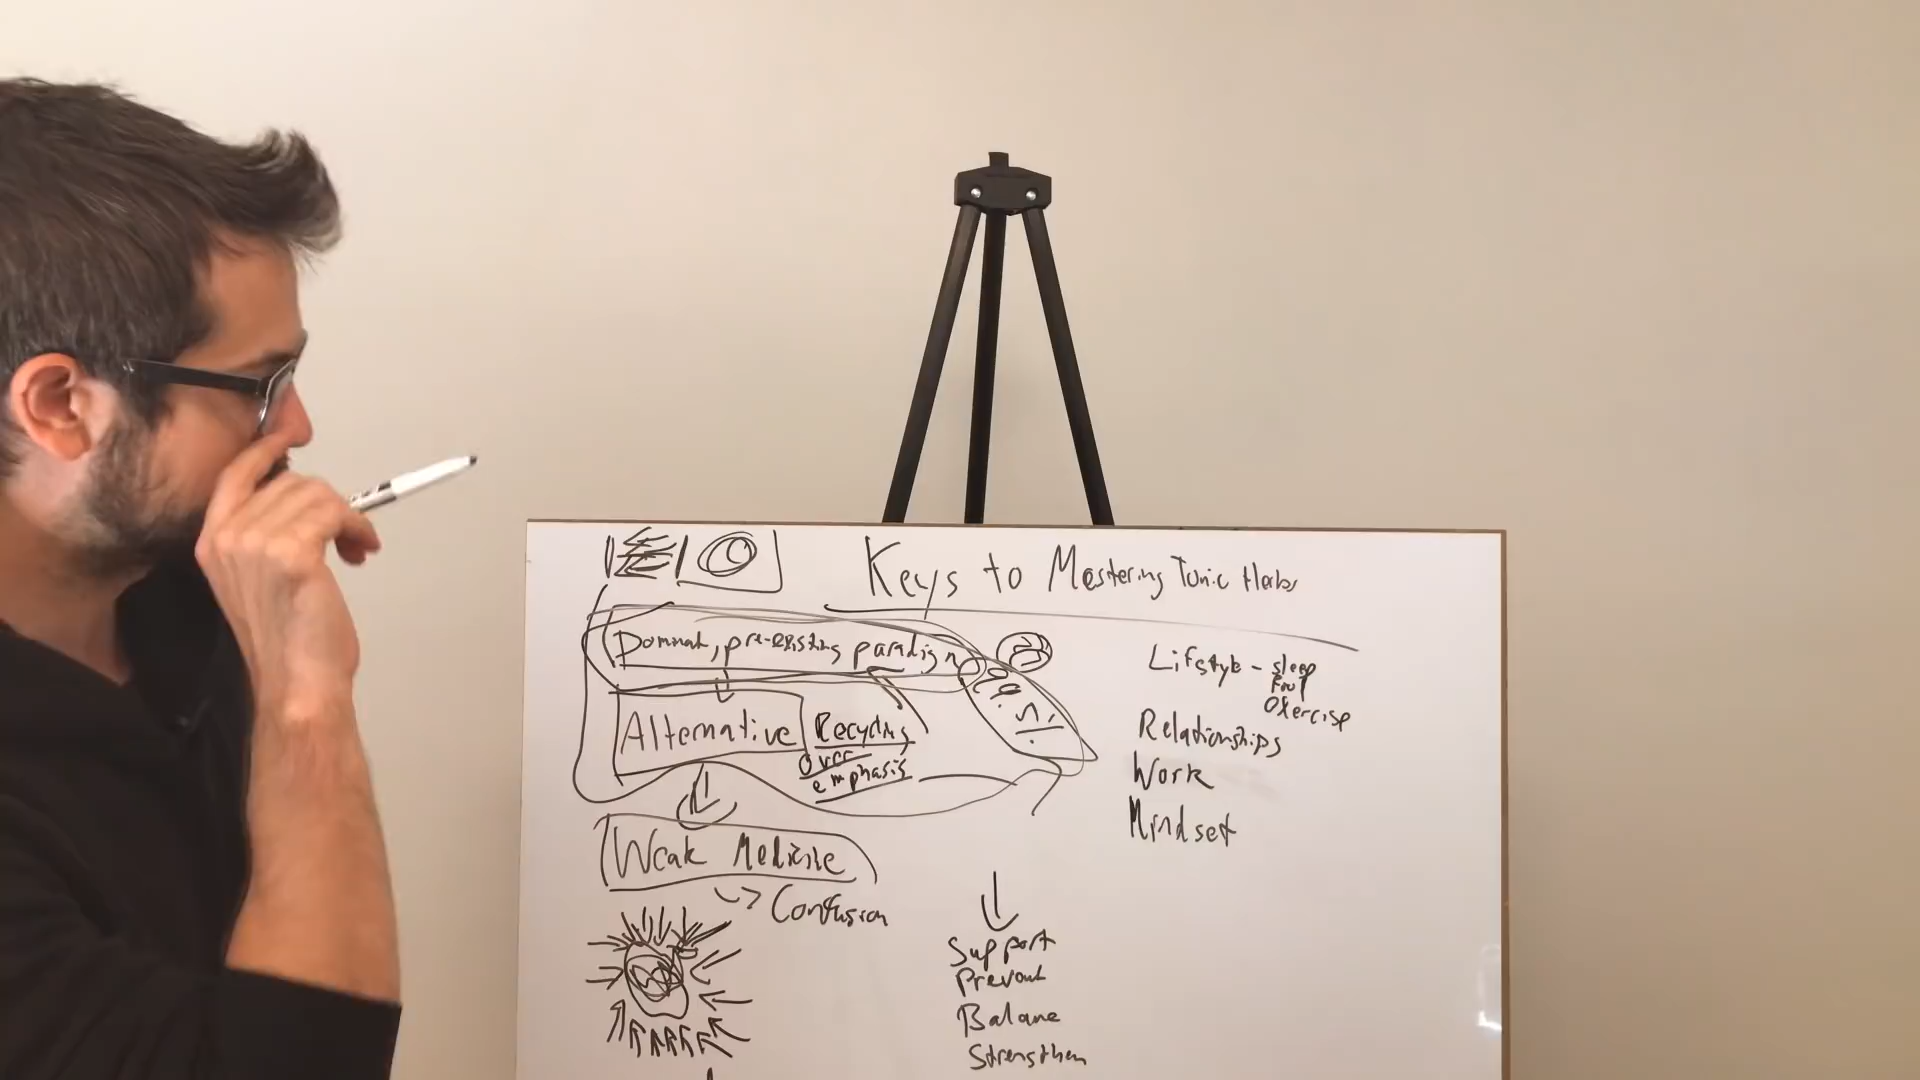 Keys to Mastering Tonic Herbs
Dominat, pre-existing paradigm
Alternative
Recycling
over
emphasis
Weak Medicine
Confusion
Support
Prevent
Balance
Strengthen
Lifestyle - sleep
Food
Exercise
Relationships
Work
Mindset